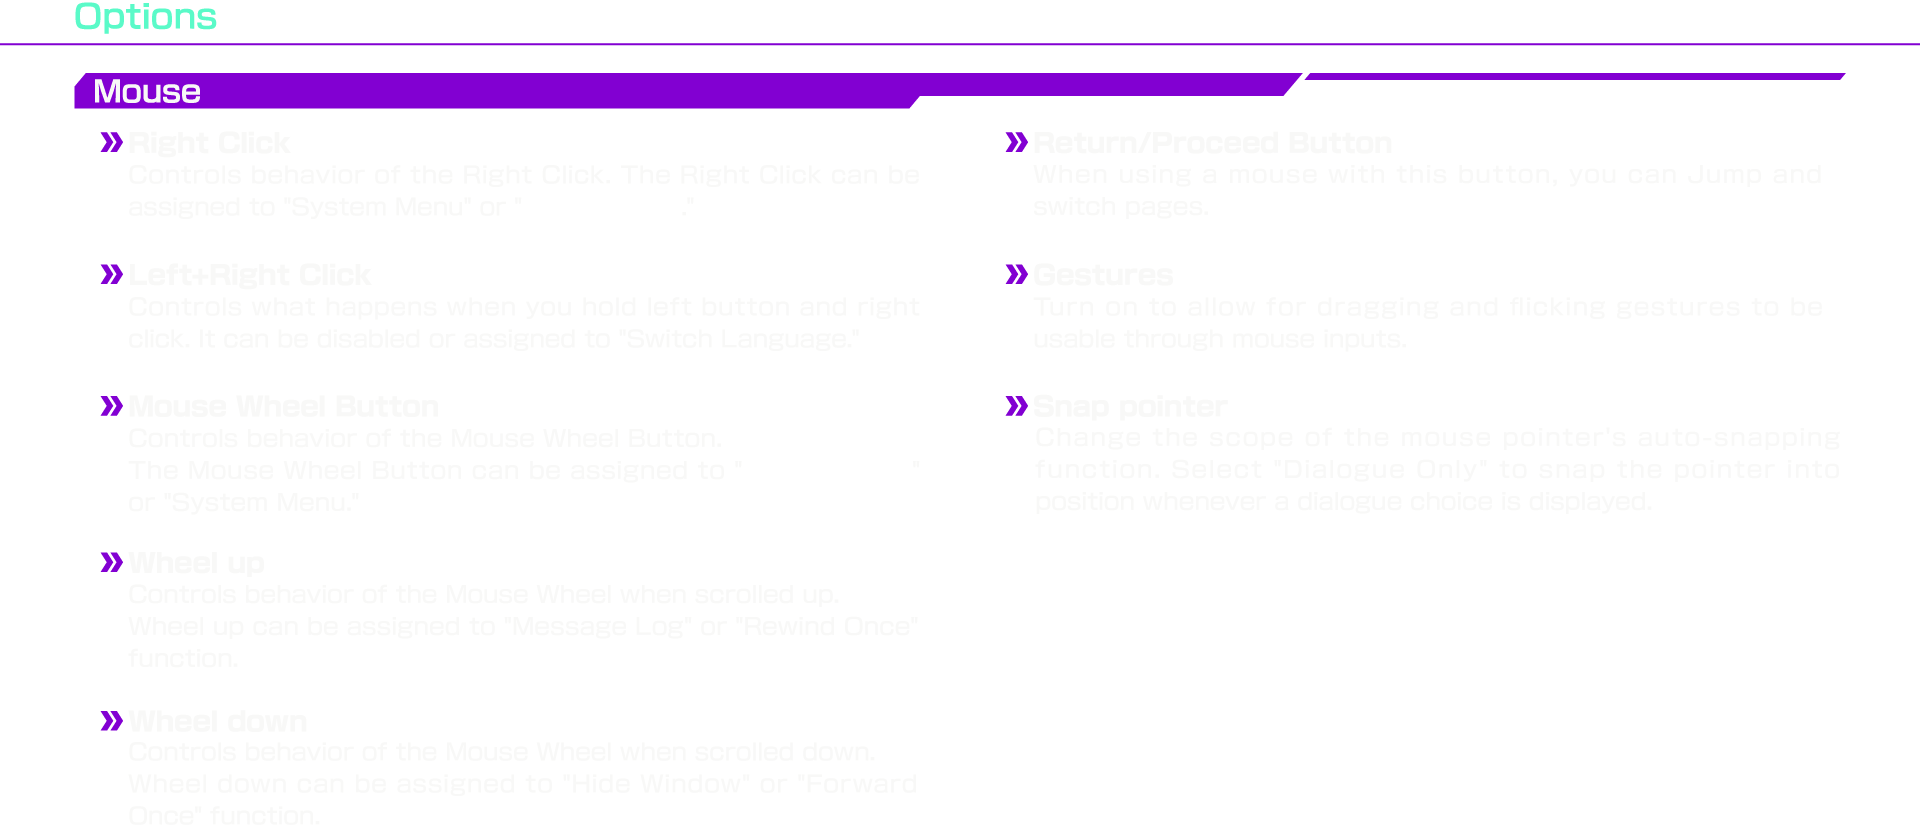 Options
Mouse
Right Click
Controls behavior of the Right Click. The Right Click can be
assigned to "System Menu" or "                    ."
Left+Right Click
Controls what happens when you hold left button and right
click. It can be disabled or assigned to "Switch Language."
Mouse Wheel Button
Controls behavior of the Mouse Wheel Button.
The Mouse Wheel Button can be assigned to "                    "
or "System Menu."
Wheel up
Controls behavior of the Mouse Wheel when scrolled up.
Wheel up can be assigned to "Message Log" or "Rewind Once"
function.
Wheel down
Controls behavior of the Mouse Wheel when scrolled down.
Wheel down can be assigned to "Hide Window" or "Forward
Once" function.
Return/Proceed Button
When using a mouse with this button, you can Jump and
switch pages.
Gestures
Turn on to allow for dragging and flicking gestures to be
usable through mouse inputs.
Snap pointer
Change the scope of the mouse pointer's auto-snapping
function. Select "Dialogue Only" to snap the pointer into
position whenever a dialogue choice is displayed.